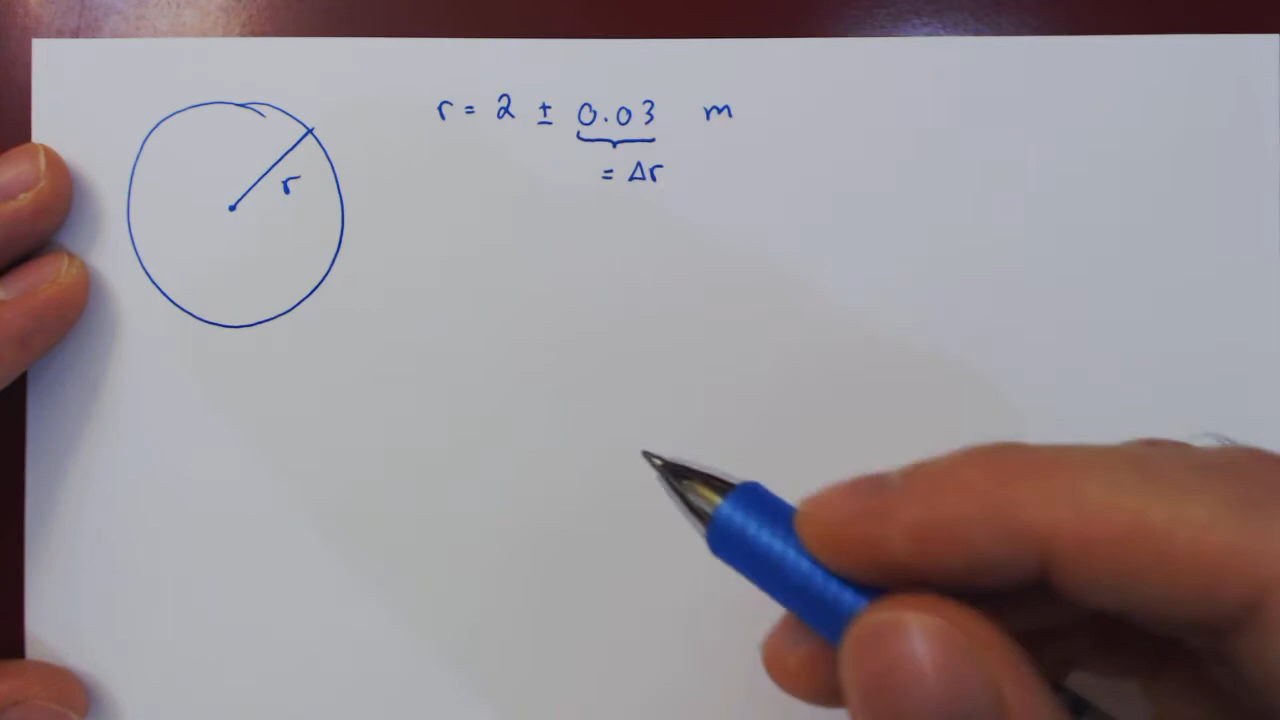 r = 2 ± 0.03 m
= Δr
r